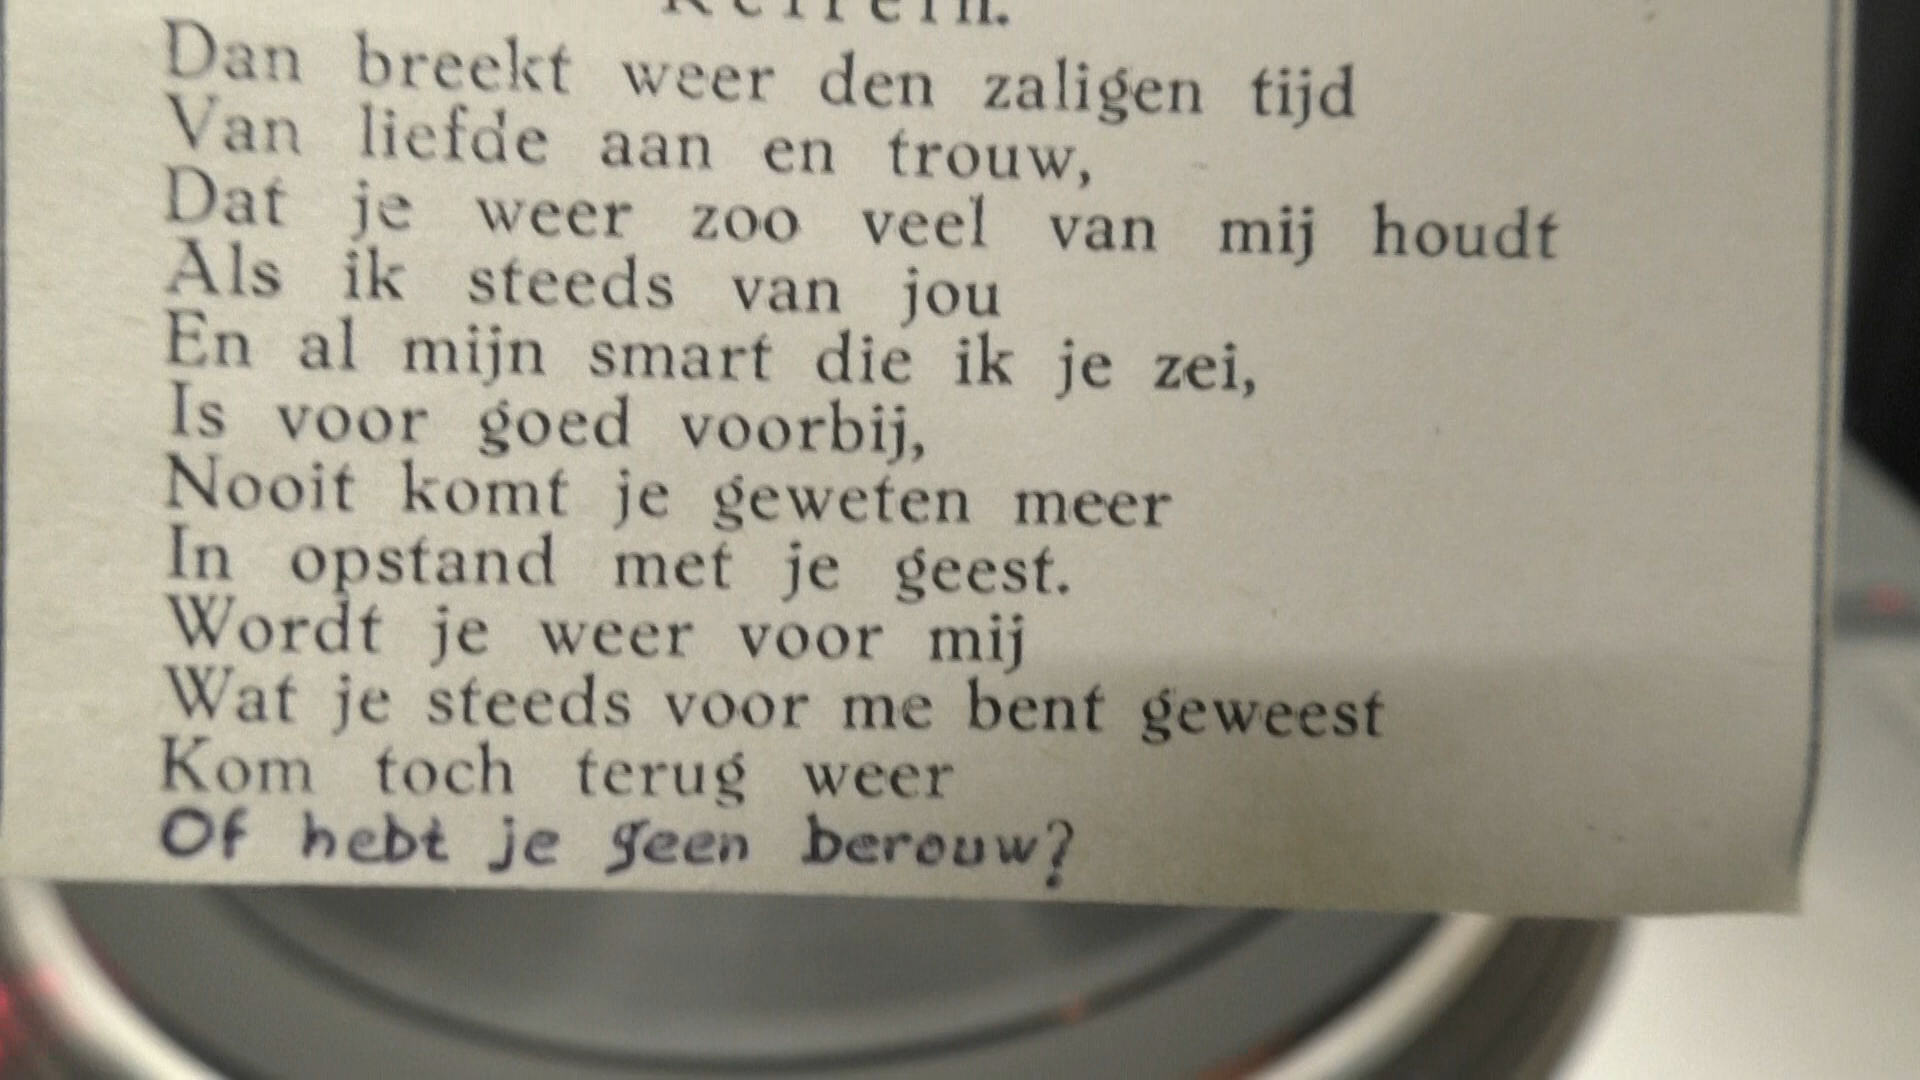 Refrein.
Dan breekt weer den zaligen tijd
Van liefde aan en trouw,
Dat je weer zoo veel van mij houdt
Als ik steeds van jou
En al mijn smart die ik je zei,
Is voor goed voorbij,
Nooit komt je geweten meer
In opstand met je geest.
Wordt je weer voor mij
Wat je steeds voor me bent geweest
Kom toch terug weer
Of hebt je geen berouw?